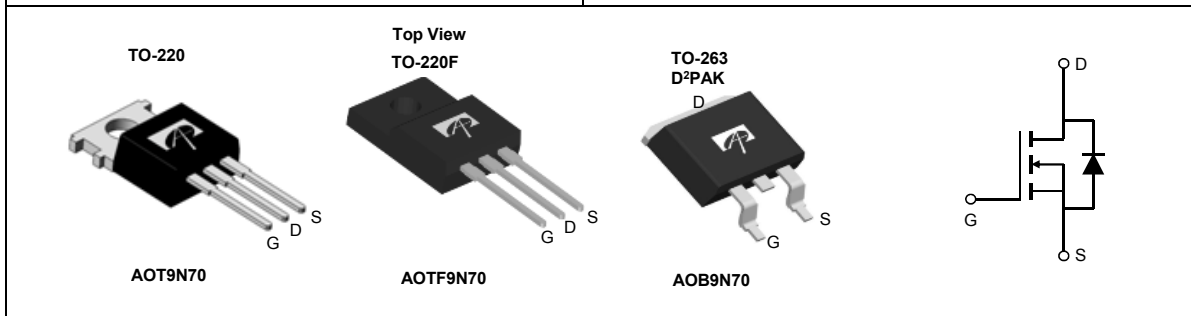 Top View
TO-220
TO-220F
TO-263
D²PAK
D
G
D
S
G
D
S
G
S
D
G
S
AOT9N70
AOTF9N70
AOB9N70